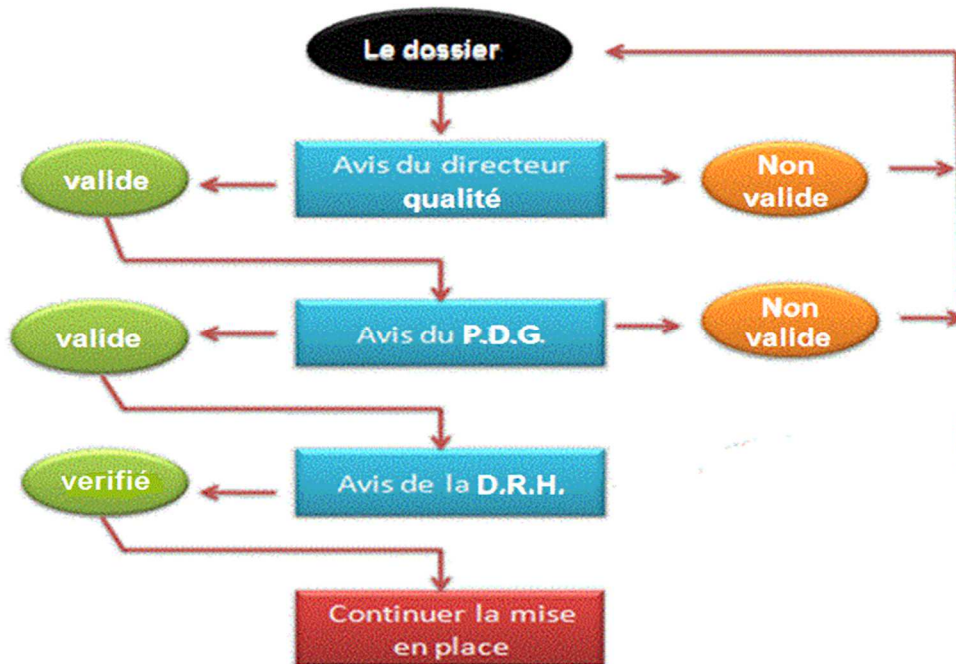 Le dossier
valide
Avis du directeur
qualité
Non
valide
valide
Avis du P.D.G.
Non
valide
verifié
Avis de la D.R.H.
Continuer la mise
en place